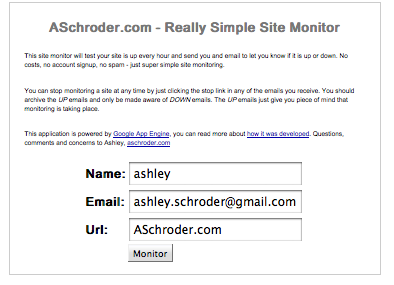 ASchroder.com - Really Simple Site Monitor
This site monitor will test your site is up every hour and send you and email to let you know if it is up or down. No
costs, no account signup, no spam - just super simple site monitoring.
You can stop monitoring a site at any time by just clicking the stop link in any of the emails you receive. You should
archive the UP emails and only be made aware of DOWN emails. The UP emails just give you piece of mind that
monitoring is taking place.
This application is powered by Google App Engine, you can read more about how it was developed. Questions,
comments and concerns to Ashley, aschroder.com
Name: ashley
Email: ashley.schroder@gmail.com
Url: ASchroder.com
Monitor